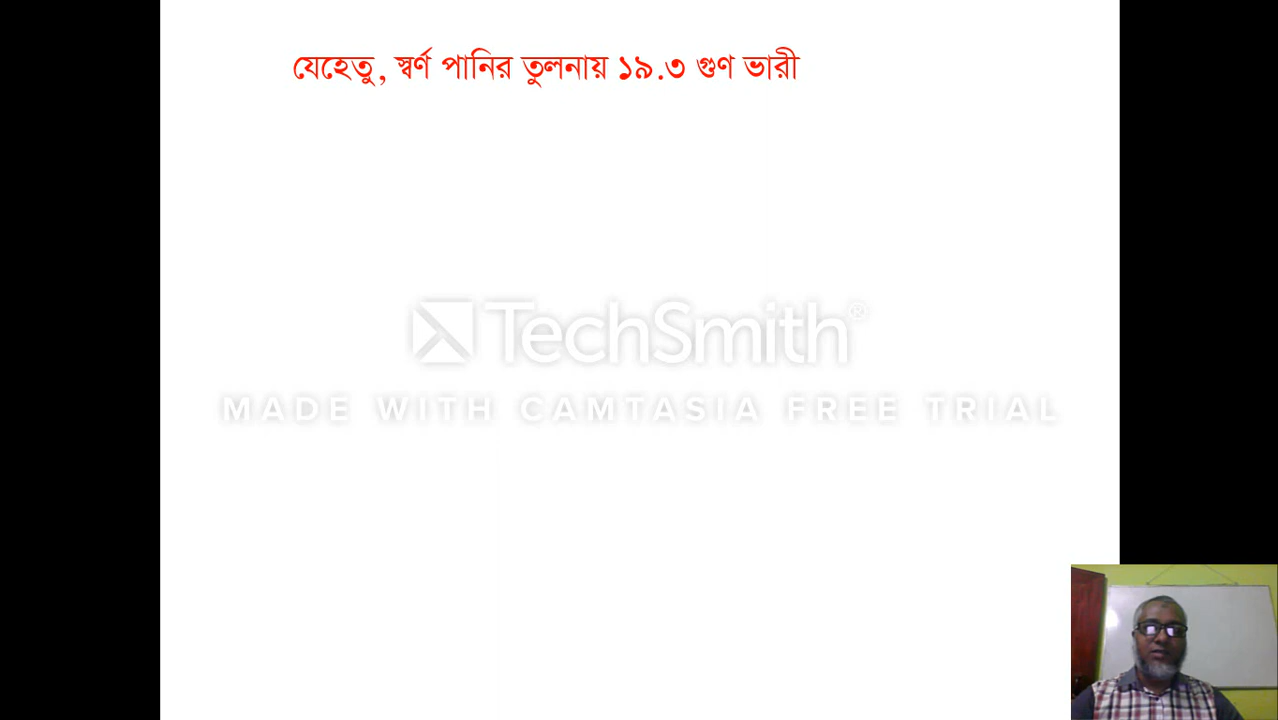 যেহেতু, স্বর্ণ পানির তুলনায় ১৯.৩ গুণ ভারী
TechSmith®
MADE WITH CAMTASIA FREE TRIAL